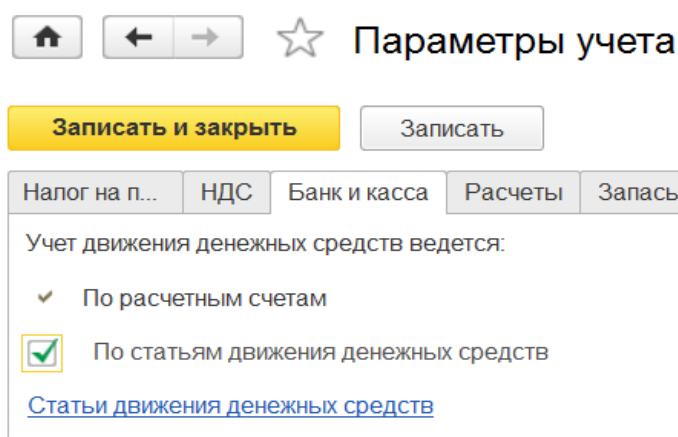 Параметры учета
Записать и закрыть Записать
Налог на п... НДС Банк и касса Расчеты Запасы
Учет движения денежных средств ведется:
По расчетным счетам
По статьям движения денежных средств
Статьи движения денежных средств